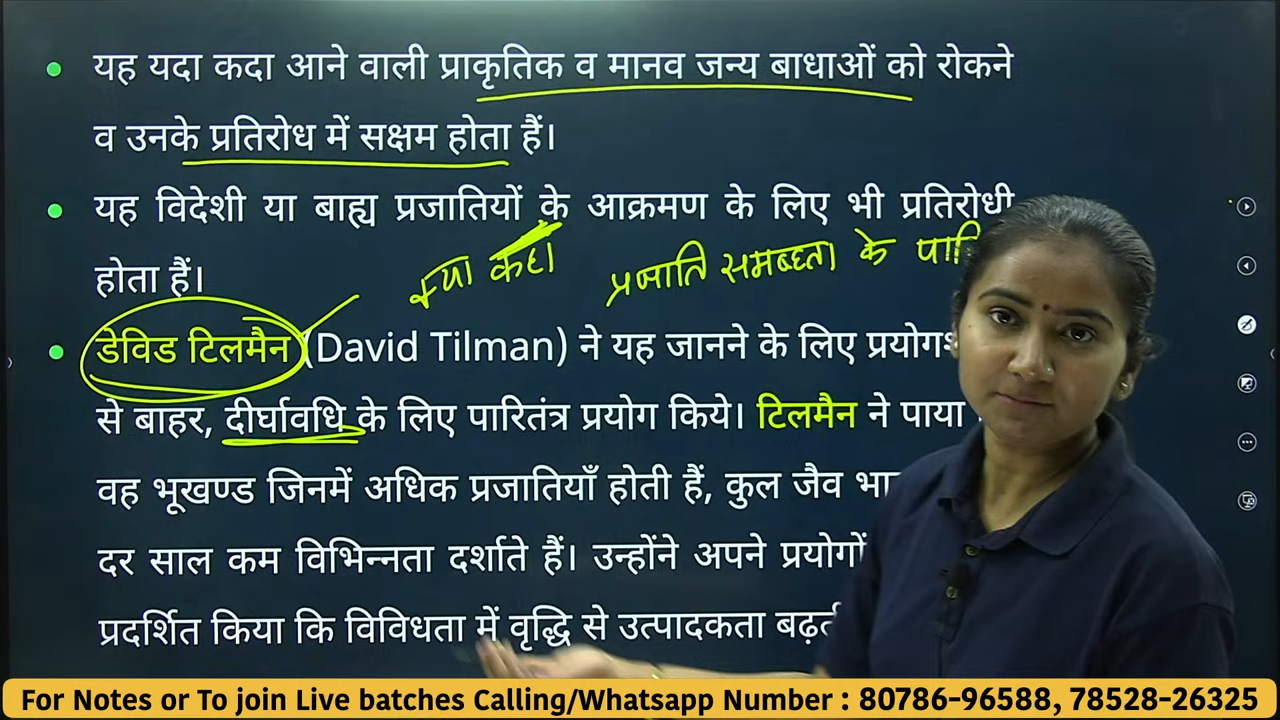 यह यदा कदा आने वाली प्राकृतिक व मानव जन्य बाधाओं को रोकने
व उनके प्रतिरोध में सक्षम होता हैं।
यह विदेशी या बाह्य प्रजातियों के आक्रमण के लिए भी प्रतिरोधी
होता हैं।
क्या कहा
प्रजाति समबद्धता के
डेविड टिलमैन (David Tilman) ने यह जानने के लिए
से बाहर, दीर्घावधि के लिए पारितंत्र प्रयोग किये। टिलमैन ने पाया
वह भूखण्ड जिनमें अधिक प्रजातियाँ होती हैं, कुल जैव
दर साल कम विभिन्नता दर्शाते हैं। उन्होंने अपने प्रयोगों
प्रदर्शित किया कि विविधता में वृद्धि से उत्पादकता
For Notes or To join Live batches Calling/Whatsapp Number : 80786-96588, 78528-26325